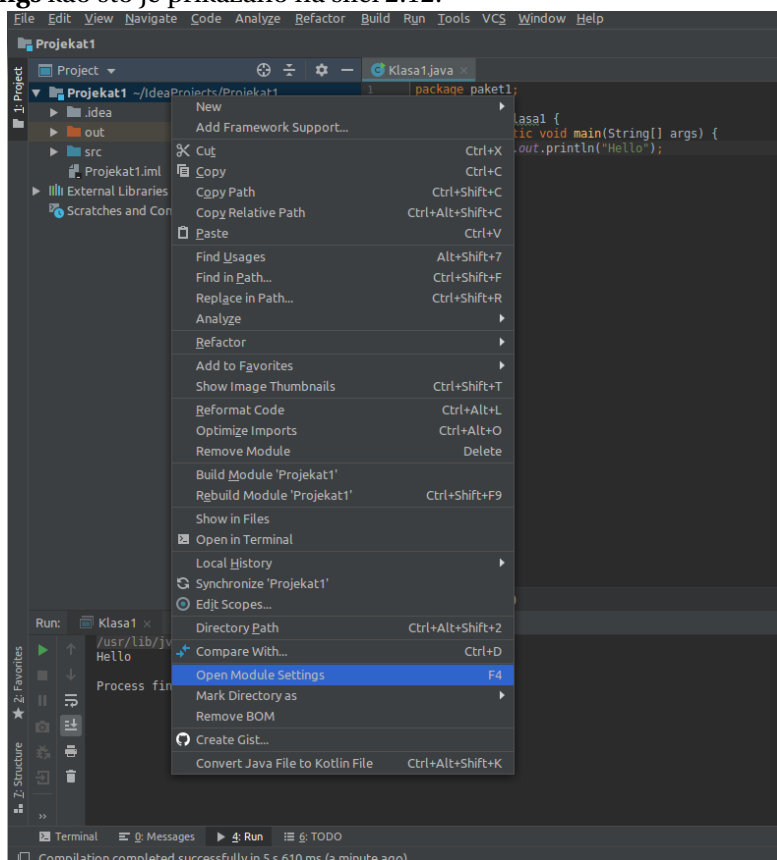 kao što je prikazano na slici 2.12.
File Edit View Navigate Code Analyze Refactor Build Run Tools VCS Window Help
Projekat1
1: Project
Project
Klasa1.java
Projekat1 ~/IdeaProjects/Projekat1
.idea
out
src
Projekat1.iml
External Libraries
Scratches and Con
1 package paket1;
lasa1 {
tic void main(String[] args) {
.out.println("Hello");
New
Add Framework Support...
Cut Ctrl+X
Copy Ctrl+C
Copy Path Ctrl+Shift+C
Copy Relative Path Ctrl+Alt+Shift+C
Paste Ctrl+V
Find Usages Alt+Shift+7
Find in Path... Ctrl+Shift+F
Replace in Path... Ctrl+Shift+R
Analyze
Refactor
Add to Favorites
Show Image Thumbnails Ctrl+Shift+T
Reformat Code Ctrl+Alt+L
Optimize Imports Ctrl+Alt+O
Remove Module Delete
Build Module 'Projekat1'
Rebuild Module 'Projekat1' Ctrl+Shift+F9
Show in Files
Open in Terminal
Local History
Synchronize 'Projekat1'
Edit Scopes...
Directory Path Ctrl+Alt+Shift+2
Compare With... Ctrl+D
Open Module Settings F4
Mark Directory as
Remove BOM
Create Gist...
Convert Java File to Kotlin File Ctrl+Alt+Shift+K
Run: Klasa1
/usr/lib/jv
Hello
Process fin
2: Favorites
7: Structure
Terminal 0: Messages 4: Run 6: TODO
Compilation completed successfully in 5 s 610 ms (a minute ago)